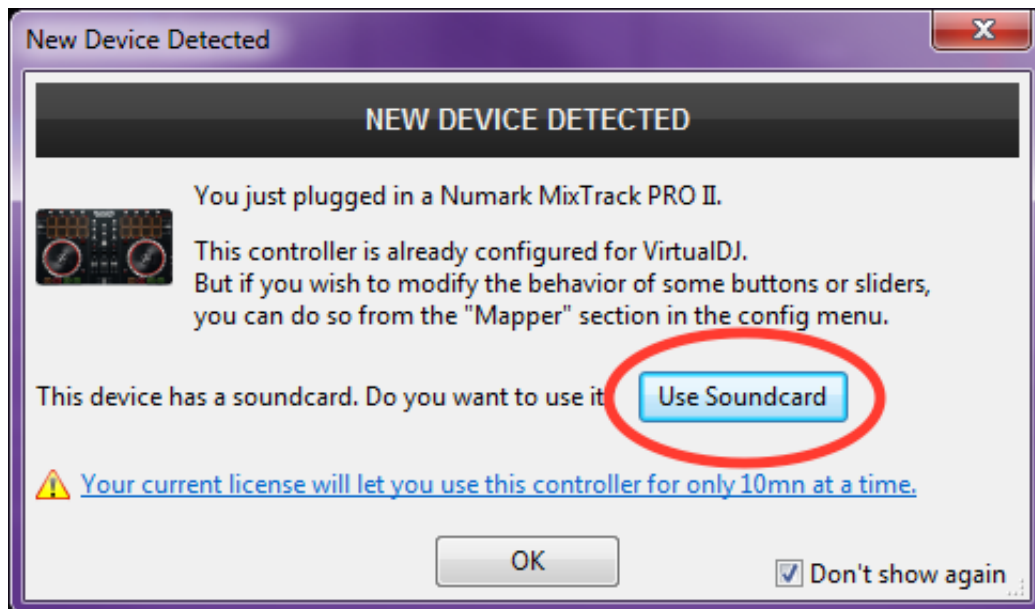 New Device Detected
NEW DEVICE DETECTED
You just plugged in a Numark MixTrack PRO II.
This controller is already configured for VirtualDJ.
But if you wish to modify the behavior of some buttons or sliders,
you can do so from the "Mapper" section in the config menu.
This device has a soundcard. Do you want to use it Use Soundcard
Your current license will let you use this controller for only 10mn at a time.
OK
Don't show again